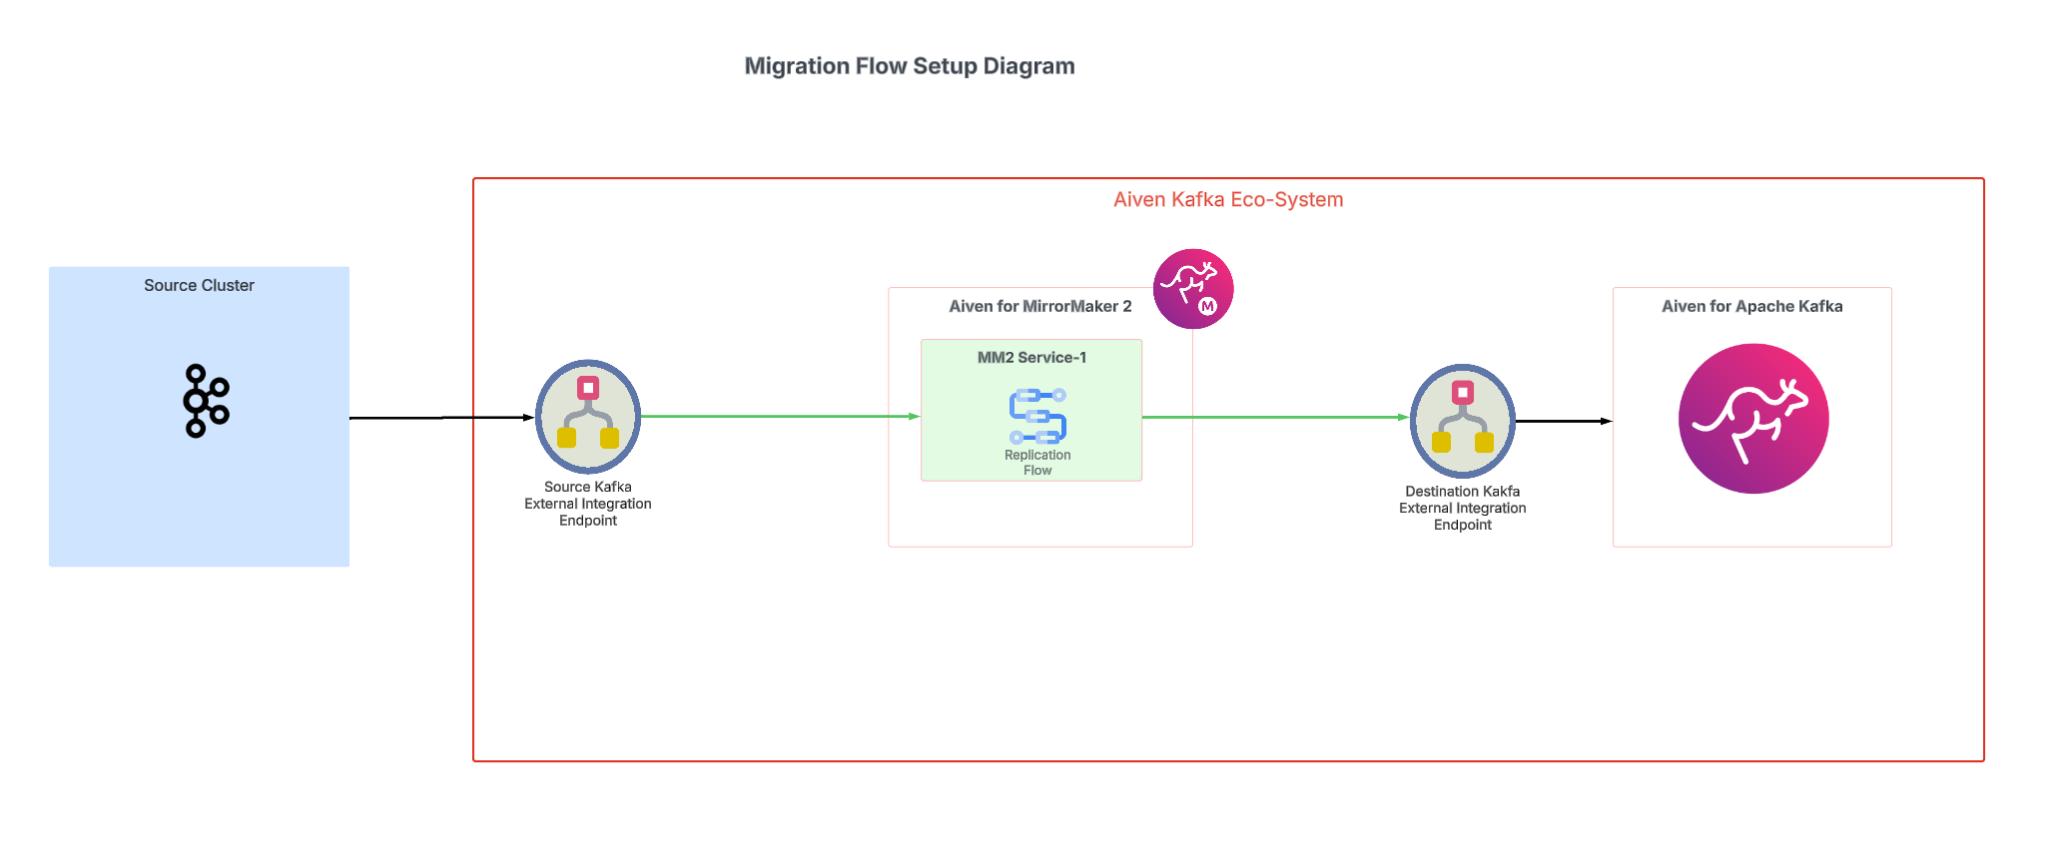 Migration Flow Setup Diagram
Aiven Kafka Eco-System
Source Cluster
Source Kafka
External Integration
Endpoint
Aiven for MirrorMaker 2
M
MM2 Service-1
Replication
Flow
Destination Kakfa
External Integration
Endpoint
Aiven for Apache Kafka